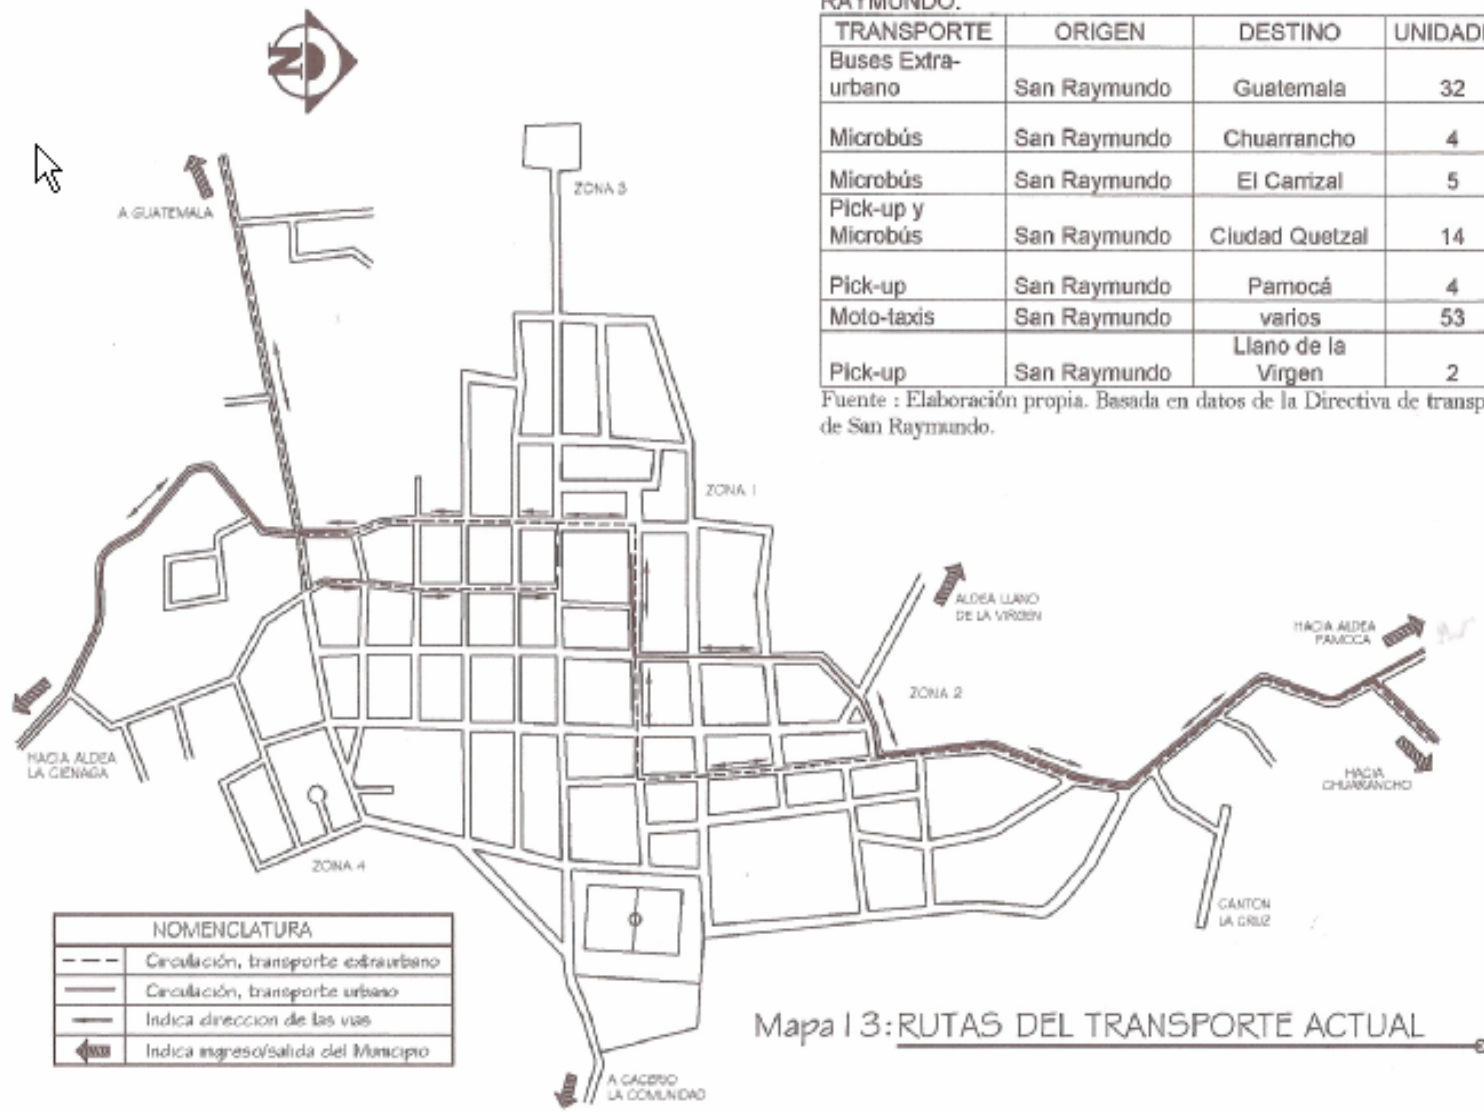 RAYMUNDO.
TRANSPORTE ORIGEN DESTINO UNIDAD
Buses Extra-
urbano San Raymundo Guatemala 32
Microbús San Raymundo Chuarrancho 4
Microbús San Raymundo El Carrizal 5
Pick-up y
Microbús San Raymundo Ciudad Quetzal 14
Pick-up San Raymundo Pamocá 4
Moto-taxis San Raymundo varios 53
Llano de la
Pick-up San Raymundo Virgen 2
Fuente : Elaboración propia. Basada en datos de la Directiva de transp
de San Raymundo.
N
A GUATEMALA
ZONA 3
ZONA 1
ALDEA LLANO
DE LA VIRGEN
HACIA ALDEA
PAMOCA
ZONA 2
HACIA ALDEA
LA CIENAGA
HACIA
CHUARANCHO
ZONA 4
CANTON
LA CRUZ
NOMENCLATURA
Circulación, transporte extraurbano
Circulación, transporte urbano
Indica direccion de las vias
Indica ingreso/salida del Municipio
Mapa 13: RUTAS DEL TRANSPORTE ACTUAL
A CACERIO
LA COMUNIDAD